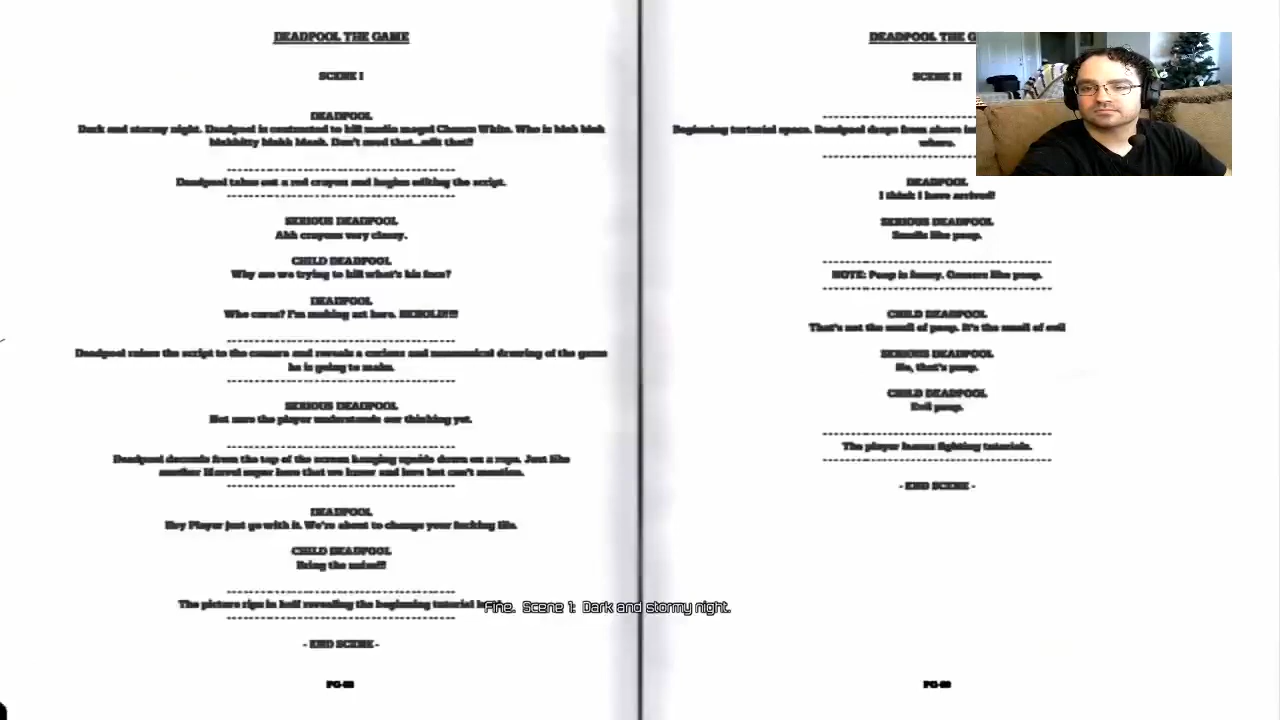 DEADPOOL THE GAME
SCENE I
DEADPOOL
Dark and stormy night. Deadpool is contracted to kill media mogul Chance White. Who is blah blah
blahbitty blahh blaah. Don't need that...edit that!!
Deadpool takes out a red crayon and begins editing the script.
SERIOUS DEADPOOL
Ahh crayons very classy.
CHILD DEADPOOL
Why are we trying to kill what's his face?
DEADPOOL
Who cares? I'm making art here. BEHOLD!!!!
Deadpool raises the script to the camera and reveals a curious and nonsensical drawing of the game
he is going to make.
SERIOUS DEADPOOL
Not sure the player understands our thinking yet.
Deadpool descends from the top of the screen hanging upside down on a rope. Just like
another Marvel super hero that we know and love but can't mention.
DEADPOOL
Hey Player just go with it. We're about to change your fucking life.
CHILD DEADPOOL
Bring the noise!!!
The picture rips in half revealing the beginning tutorial
- END SCENE -
DEADPOOL THE G
SCENE II
Beginning tutorial space. Deadpool drops from above
where.
DEADPOOL
I think I have arrived!
SERIOUS DEADPOOL
Smells like poop.
NOTE: Poop is funny. Gamers like poop.
CHILD DEADPOOL
That's not the smell of poop. It's the smell of evil
SERIOUS DEADPOOL
No, that's poop.
CHILD DEADPOOL
Evil poop.
The player learns fighting tutorials.
- END SCENE -
Fine. Scene 1: Dark and stormy night.